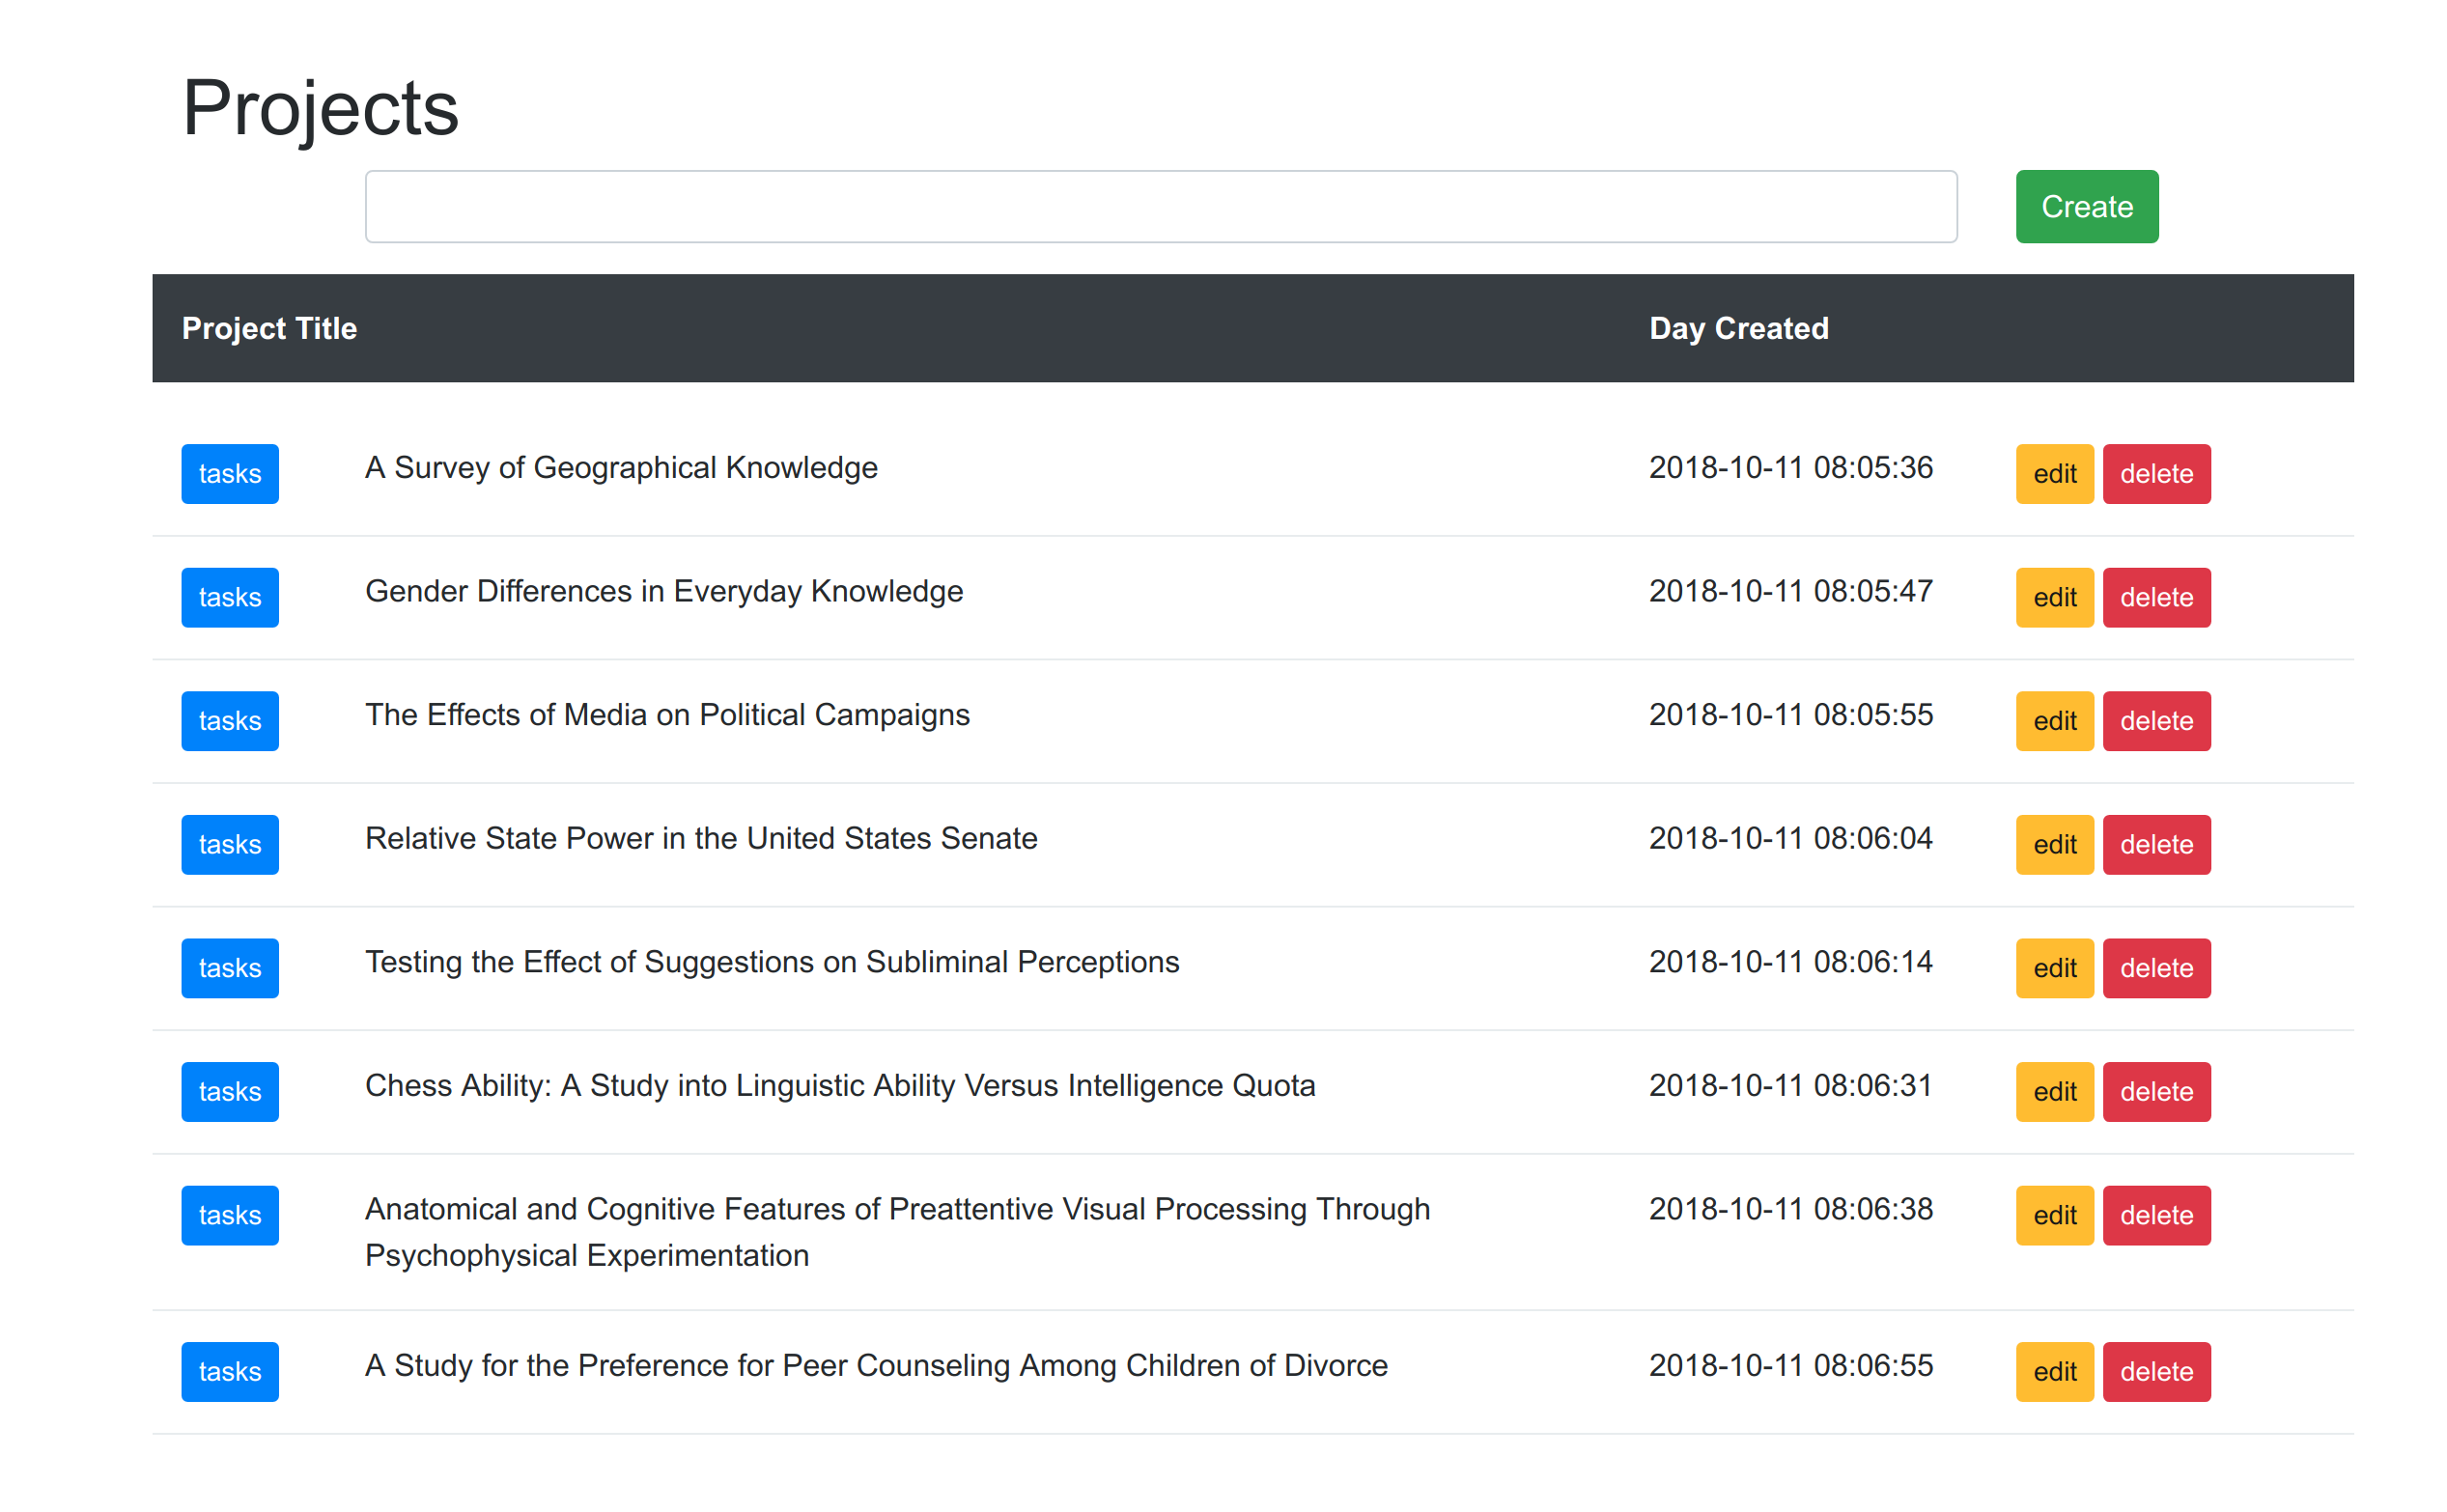 Projects
Create
Project Title Day Created
tasks A Survey of Geographical Knowledge 2018-10-11 08:05:36 edit delete
tasks Gender Differences in Everyday Knowledge 2018-10-11 08:05:47 edit delete
tasks The Effects of Media on Political Campaigns 2018-10-11 08:05:55 edit delete
tasks Relative State Power in the United States Senate 2018-10-11 08:06:04 edit delete
tasks Testing the Effect of Suggestions on Subliminal Perceptions 2018-10-11 08:06:14 edit delete
tasks Chess Ability: A Study into Linguistic Ability Versus Intelligence Quota 2018-10-11 08:06:31 edit delete
tasks Anatomical and Cognitive Features of Preattentive Visual Processing Through 2018-10-11 08:06:38 edit delete
Psychophysical Experimentation
tasks A Study for the Preference for Peer Counseling Among Children of Divorce 2018-10-11 08:06:55 edit delete